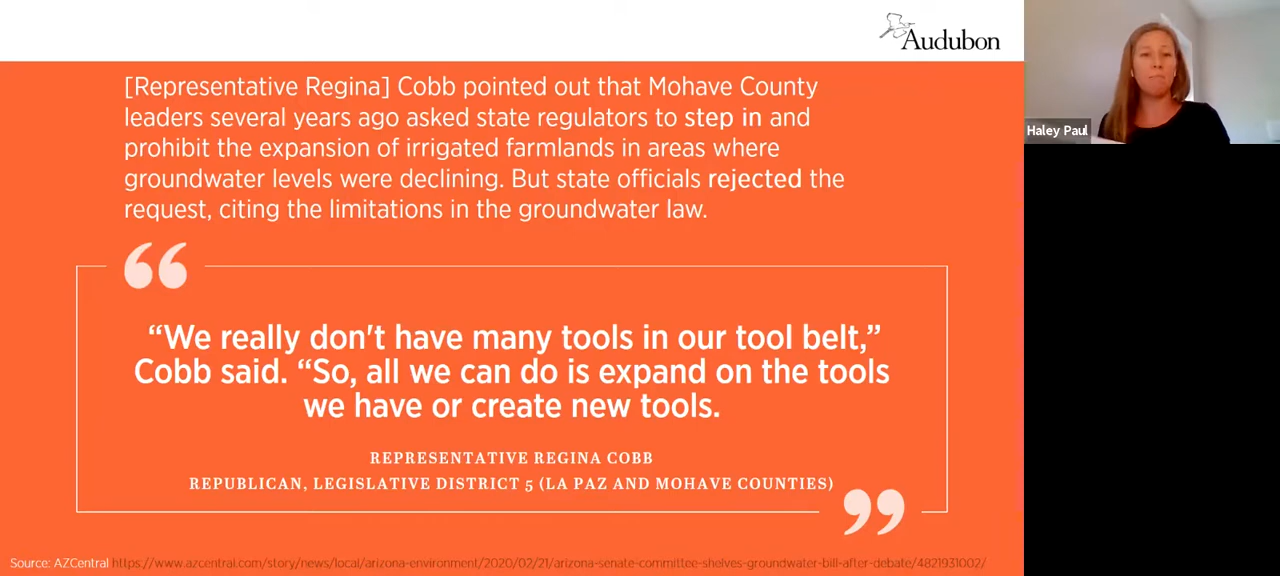 Audubon
[Representative Regina] Cobb pointed out that Mohave County
leaders several years ago asked state regulators to step in and
prohibit the expansion of irrigated farmlands in areas where
groundwater levels were declining. But state officials rejected the
request, citing the limitations in the groundwater law.
“
“We really don't have many tools in our tool belt,”
Cobb said. “So, all we can do is expand on the tools
we have or create new tools.
REPRESENTATIVE REGINA COBB
REPUBLICAN, LEGISLATIVE DISTRICT 5 (LA PAZ AND MOHAVE COUNTIES)
”
Source: AZCentral https://www.azcentral.com/story/news/local/arizona-environment/2020/02/21/arizona-senate-committee-shelves-groundwater-bill-after-debate/4821931002/
Haley Paul